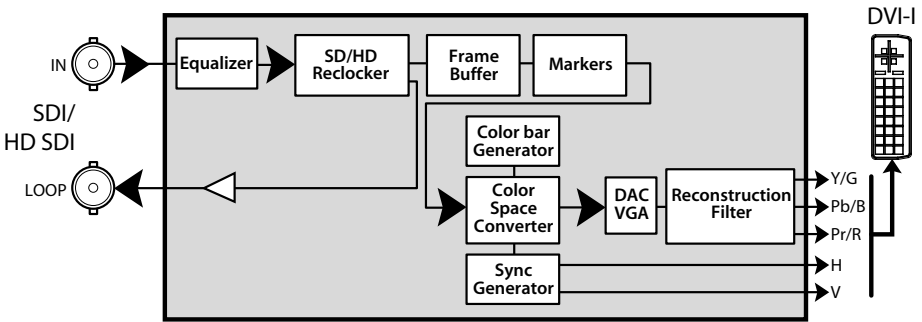 DVI-I
IN
SDI/
HD SDI
LOOP
Equalizer
SD/HD
Reclocker
Frame
Buffer
Markers
Color bar
Generator
Color
Space
Converter
Sync
Generator
DAC
VGA
Reconstruction
Filter
Y/G
Pb/B
Pr/R
H
V